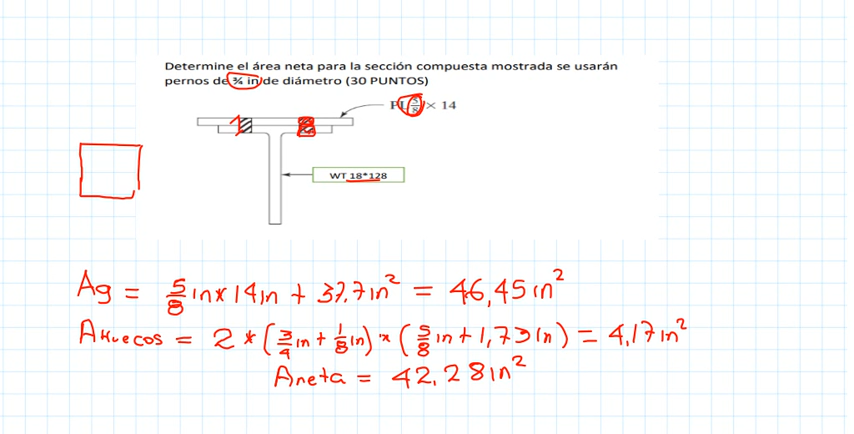 Determine el área neta para la sección compuesta mostrada se usarán
pernos de ¾ in de diámetro (30 PUNTOS)
PL 5/8 × 14
WT 18*128
Ag = 5/8 in x 14 in + 37.7 in² = 46,45 in²
AHuecos = 2 * (3/4 in + 1/8 in) * (5/8 in + 1,73 in) = 4,17 in²
Aneta = 42.28 in²